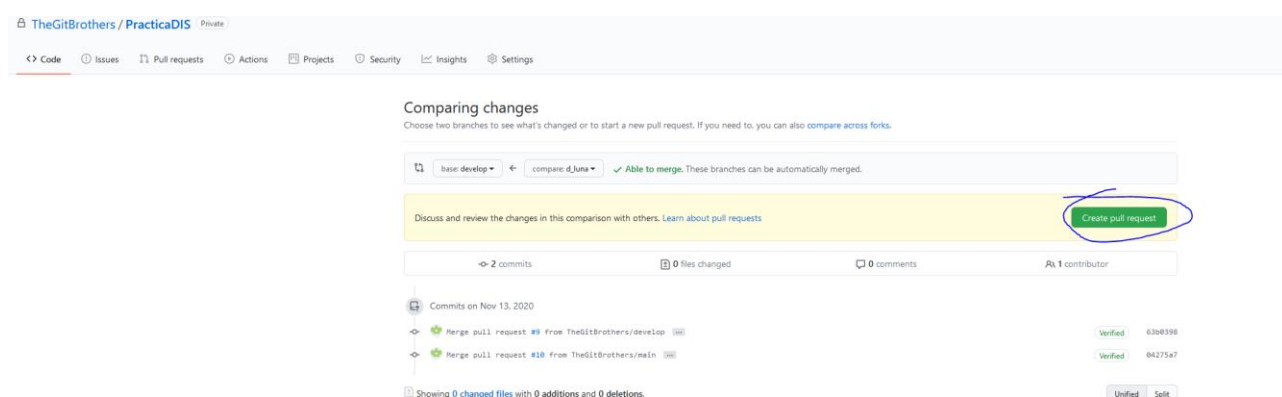 TheGitBrothers / PracticaDIS Private
Code Issues Pull requests Actions Projects Security Insights Settings
Comparing changes
Choose two branches to see what's changed or to start a new pull request. If you need to, you can also compare across forks.
base: develop compare: d_luna Able to merge. These branches can be automatically merged.
Discuss and review the changes in this comparison with others. Learn about pull requests Create pull request
2 commits 0 files changed 0 comments 1 contributor
Commits on Nov 13, 2020
Merge pull request #9 from TheGitBrothers/develop ... Verified 63b0398
Merge pull request #10 from TheGitBrothers/main ... Verified 04275a7
Showing 0 changed files with 0 additions and 0 deletions. Unified Split